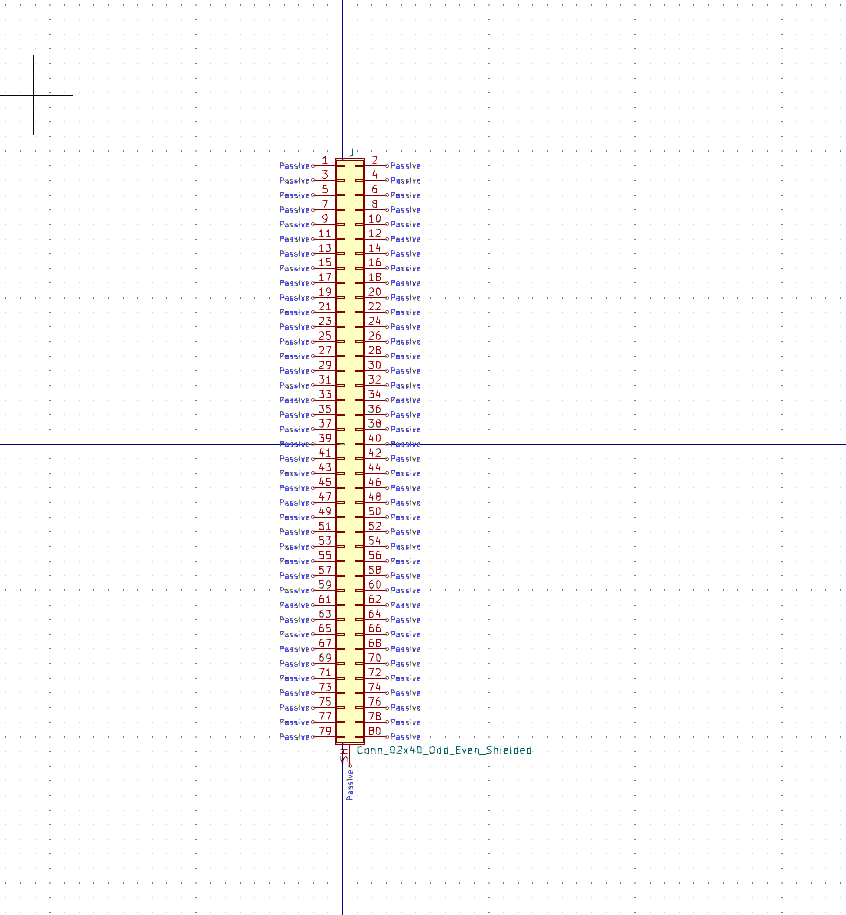 J
Passive 1 2 Passive
Passive 3 4 Passive
Passive 5 6 Passive
Passive 7 8 Passive
Passive 9 10 Passive
Passive 11 12 Passive
Passive 13 14 Passive
Passive 15 16 Passive
Passive 17 18 Passive
Passive 19 20 Passive
Passive 21 22 Passive
Passive 23 24 Passive
Passive 25 26 Passive
Passive 27 28 Passive
Passive 29 30 Passive
Passive 31 32 Passive
Passive 33 34 Passive
Passive 35 36 Passive
Passive 37 38 Passive
Passive 39 40 Passive
Passive 41 42 Passive
Passive 43 44 Passive
Passive 45 46 Passive
Passive 47 48 Passive
Passive 49 50 Passive
Passive 51 52 Passive
Passive 53 54 Passive
Passive 55 56 Passive
Passive 57 58 Passive
Passive 59 60 Passive
Passive 61 62 Passive
Passive 63 64 Passive
Passive 65 66 Passive
Passive 67 68 Passive
Passive 69 70 Passive
Passive 71 72 Passive
Passive 73 74 Passive
Passive 75 76 Passive
Passive 77 78 Passive
Passive 79 80 Passive
SH Conn_02x40_Odd_Even_Shielded
Passive